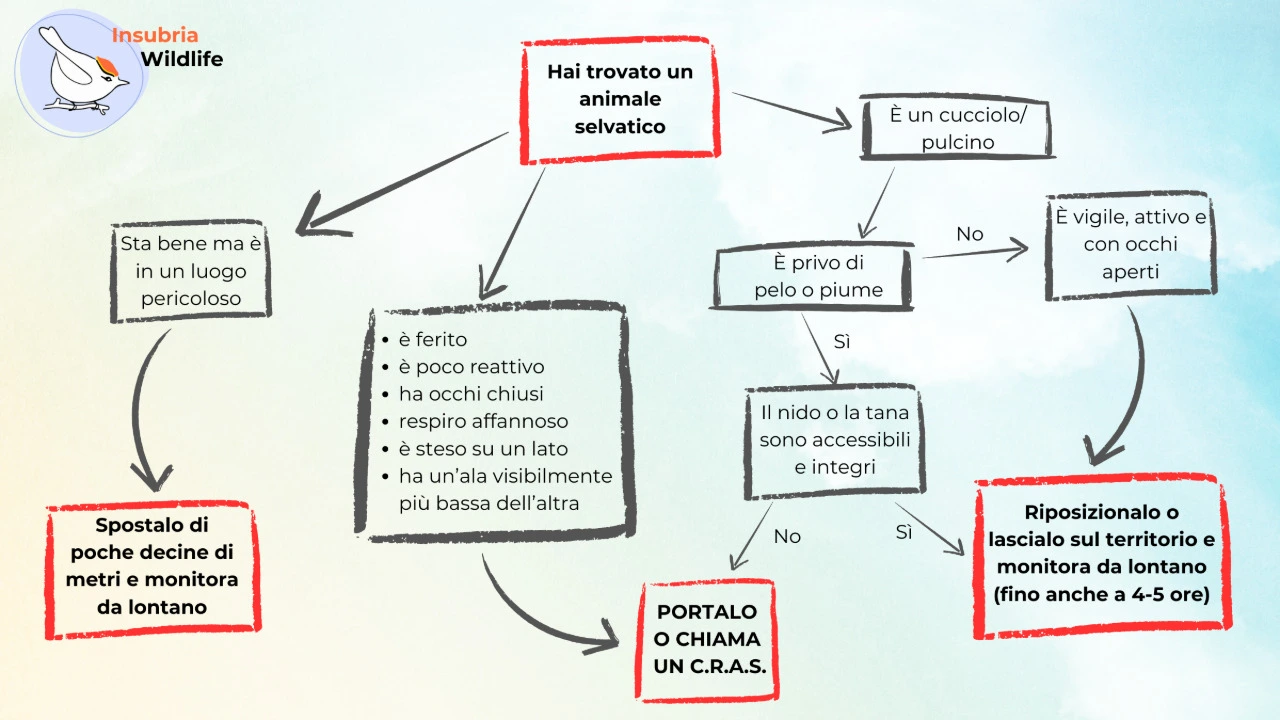 Insubria
Wildlife
Hai trovato un
animale
selvatico
È un cucciolo/
pulcino
Sta bene ma è
in un luogo
pericoloso
È privo di
pelo o piume
No
È vigile, attivo e
con occhi
aperti
• è ferito
• è poco reattivo
• ha occhi chiusi
• respiro affannoso
• è steso su un lato
• ha un'ala visibilmente
più bassa dell'altra
Sì
Il nido o la tana
sono accessibili
e integri
Spostalo di
poche decine di
metri e monitora
da lontano
No
Sì
Riposizionalo o
lascialo sul territorio e
monitora da lontano
(fino anche a 4-5 ore)
PORTALO
O CHIAMA
UN C.R.A.S.